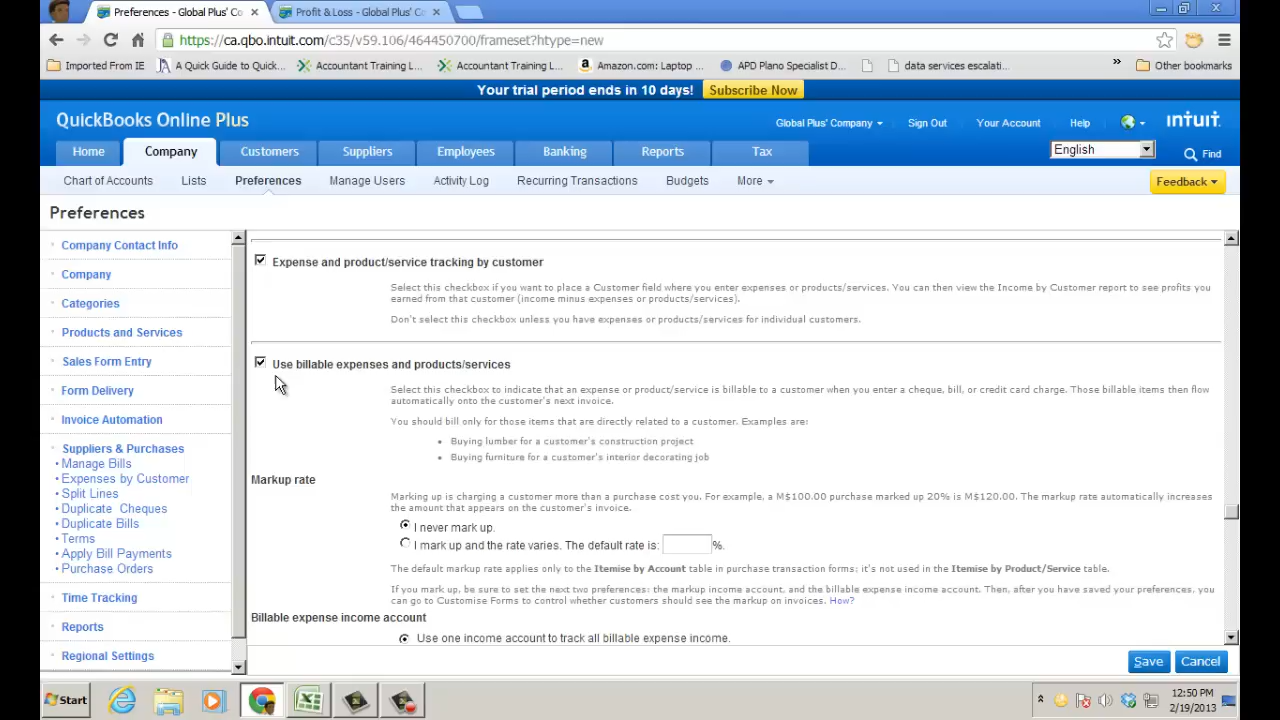 Preferences - Global Plus' Co
Profit & Loss - Global Plus' Co
https://ca.qbo.intuit.com/c35/v59.106/464450700/frameset?htype=new
Imported From IE
A Quick Guide to Quick...
Accountant Training L...
Accountant Training L...
Amazon.com: Laptop ...
APD Plano Specialist D...
data services escalati...
»
Other bookmarks
Your trial period ends in 10 days! Subscribe Now
QuickBooks Online Plus
Global Plus' Company
Sign Out
Your Account
Help
intuit.
Home
Company
Customers
Suppliers
Employees
Banking
Reports
Tax
English
Find
Chart of Accounts
Lists
Preferences
Manage Users
Activity Log
Recurring Transactions
Budgets
More
Feedback
Preferences
Company Contact Info
Company
Categories
Products and Services
Sales Form Entry
Form Delivery
Invoice Automation
Suppliers & Purchases
• Manage Bills
• Expenses by Customer
• Split Lines
• Duplicate Cheques
• Duplicate Bills
• Terms
• Apply Bill Payments
• Purchase Orders
Time Tracking
Reports
Regional Settings
Expense and product/service tracking by customer
Select this checkbox if you want to place a Customer field where you enter expenses or products/services. You can then view the Income by Customer report to see profits you
earned from that customer (income minus expenses or products/services).
Don't select this checkbox unless you have expenses or products/services for individual customers.
Use billable expenses and products/services
Select this checkbox to indicate that an expense or product/service is billable to a customer when you enter a cheque, bill, or credit card charge. Those billable items then flow
automatically onto the customer's next invoice.
You should bill only for those items that are directly related to a customer. Examples are:
• Buying lumber for a customer's construction project
• Buying furniture for a customer's interior decorating job
Markup rate
Marking up is charging a customer more than a purchase cost you. For example, a M$100.00 purchase marked up 20% is M$120.00. The markup rate automatically increases
the amount that appears on the customer's invoice.
I never mark up.
I mark up and the rate varies. The default rate is: %.
The default markup rate applies only to the Itemise by Account table in purchase transaction forms; it's not used in the Itemise by Product/Service table.
If you mark up, be sure to set the next two preferences: the markup income account, and the billable expense income account. Then, after you have saved your preferences, you
can go to Customise Forms to control whether customers should see the markup on invoices. How?
Billable expense income account
Use one income account to track all billable expense income.
Save
Cancel
Start
12:50 PM
2/19/2013